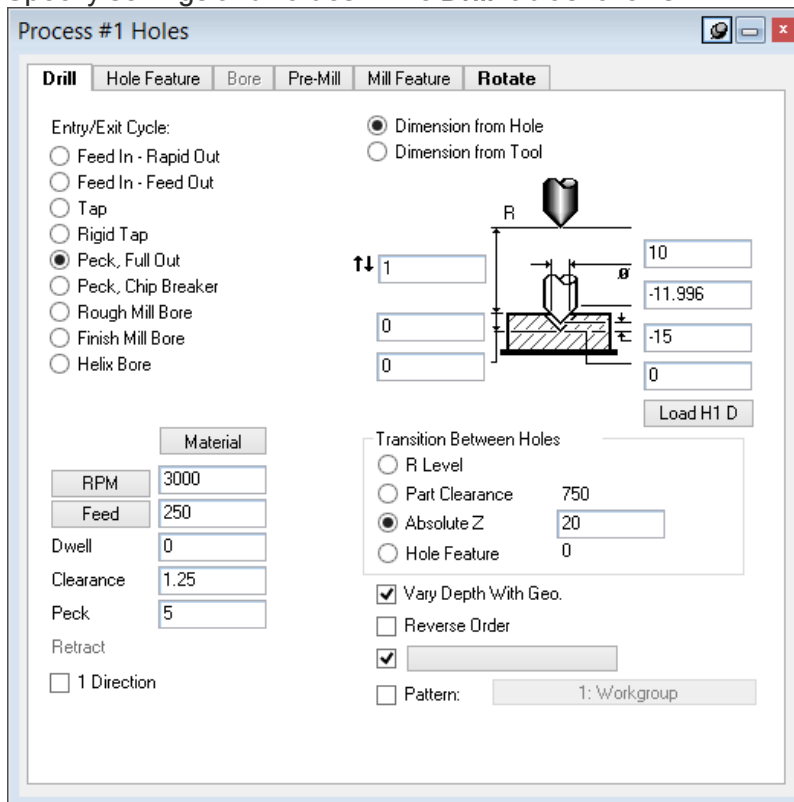 Process #1 Holes
Drill Hole Feature Bore Pre-Mill Mill Feature Rotate
Entry/Exit Cycle:
Feed In - Rapid Out
Feed In - Feed Out
Tap
Rigid Tap
Peck, Full Out
Peck, Chip Breaker
Rough Mill Bore
Finish Mill Bore
Helix Bore
Dimension from Hole
Dimension from Tool
R
1
0
0
ø
10
-11.996
-15
0
Load H1 D
Material
RPM 3000
Feed 250
Dwell 0
Clearance 1.25
Peck 5
Retract
1 Direction
Transition Between Holes
R Level
Part Clearance 750
Absolute Z 20
Hole Feature 0
Vary Depth With Geo.
Reverse Order
Pattern: 1: Workgroup